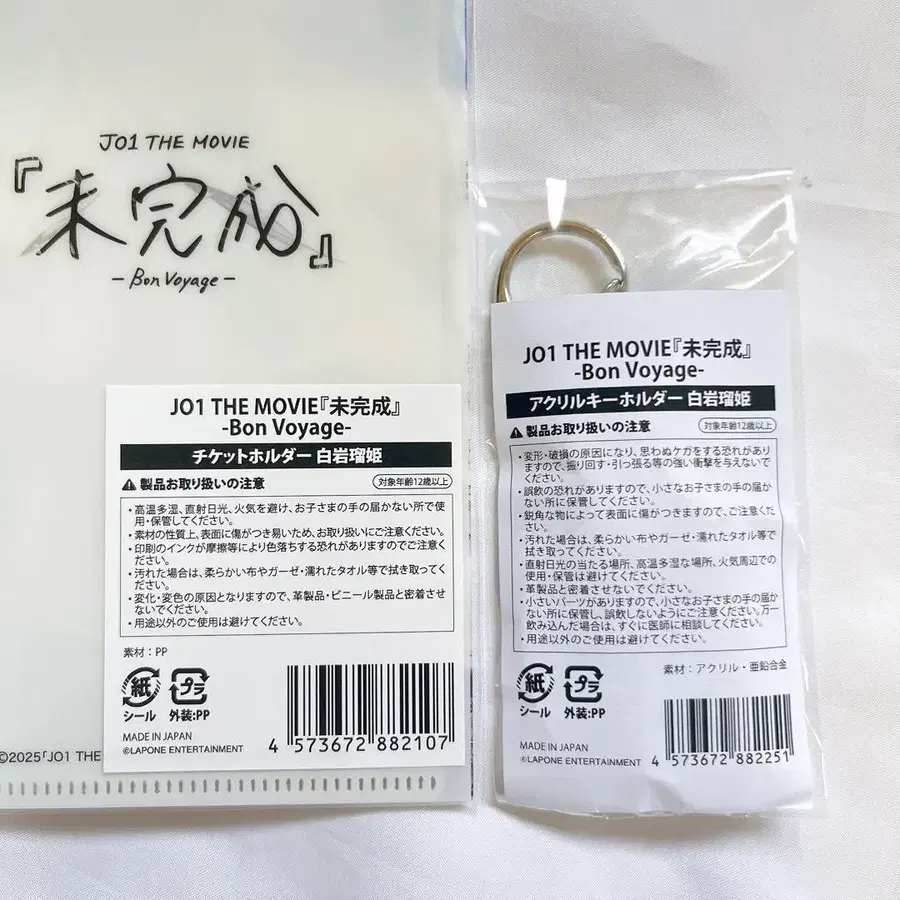 JO1 THE MOVIE
『未完成』
-Bon Voyage-
JO1 THE MOVIE『未完成』
-Bon Voyage-
チケットホルダー 白岩瑠姫
製品お取り扱いの注意
対象年齢12歳以上
・高温多湿、直射日光、火気を避け、お子さまの手の届かない所で使
用・保管してください。
・素材の性質上、表面に傷がつき易いため、お取り扱いにご注意ください。
・印刷のインクが摩擦等により色落ちする恐れがありますのでご注意く
ださい。
・汚れた場合は、柔らかい布やガーゼ・濡れたタオル等で拭き取ってく
ださい。
・変化・変色の原因となりますので、革製品・ビニール製品と密着させ
ないでください。
・用途以外のご使用は避けてください。
素材：PP
紙
シール
プラ
外装:PP
MADE IN JAPAN
©LAPONE ENTERTAINMENT
4 573672 882107
©2025「JO1 THE
JO1 THE MOVIE『未完成』
-Bon Voyage-
アクリルキーホルダー 白岩瑠姫
製品お取り扱いの注意
対象年齢12歳以上
・変形・破損の原因になり、思わぬケガをする恐れがあり
ますので、振り回す・引っ張る等の強い衝撃を与えないで
ください。
・誤飲の恐れがありますので、小さなお子さまの手の届か
ない所に保管してください。
・鋭角な物によって表面に傷がつきますので、ご注意くださ
い。
・汚れた場合は、柔らかい布やガーゼ・濡れたタオル等で
拭き取ってください。
・直射日光の当たる場所、高温多湿な場所、火気周辺での
使用・保管は避けてください。
・革製品と密着させないでください。
・小さいパーツがありますので、小さなお子さまの手の届か
ない所に保管し、誤飲しないようにご注意ください。万一
飲み込んだ場合は、すぐに医師に相談してください。
・用途以外のご使用は避けてください。
素材：アクリル・亜鉛合金
紙
シール
プラ
外装:PP
MADE IN JAPAN
©LAPONE ENTERTAINMENT
4 573672 882251